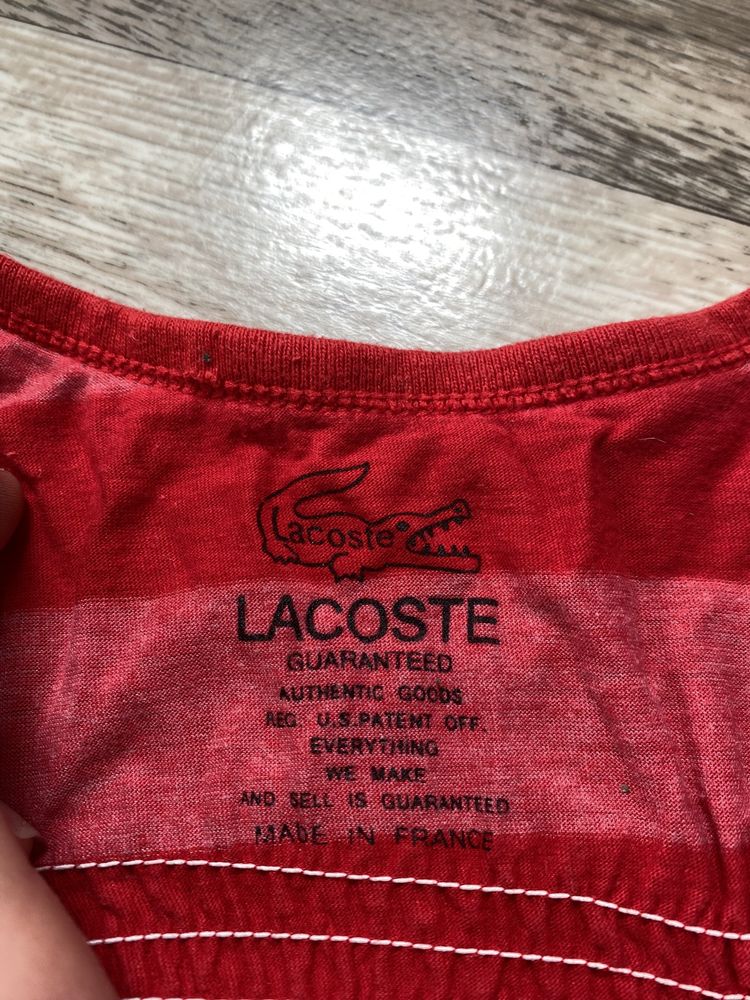 Lacoste
LACOSTE
GUARANTEED
AUTHENTIC GOODS
REG. U.S.PATENT OFF.
EVERYTHING
WE MAKE
AND SELL IS GUARANTEED
MADE IN FRANCE